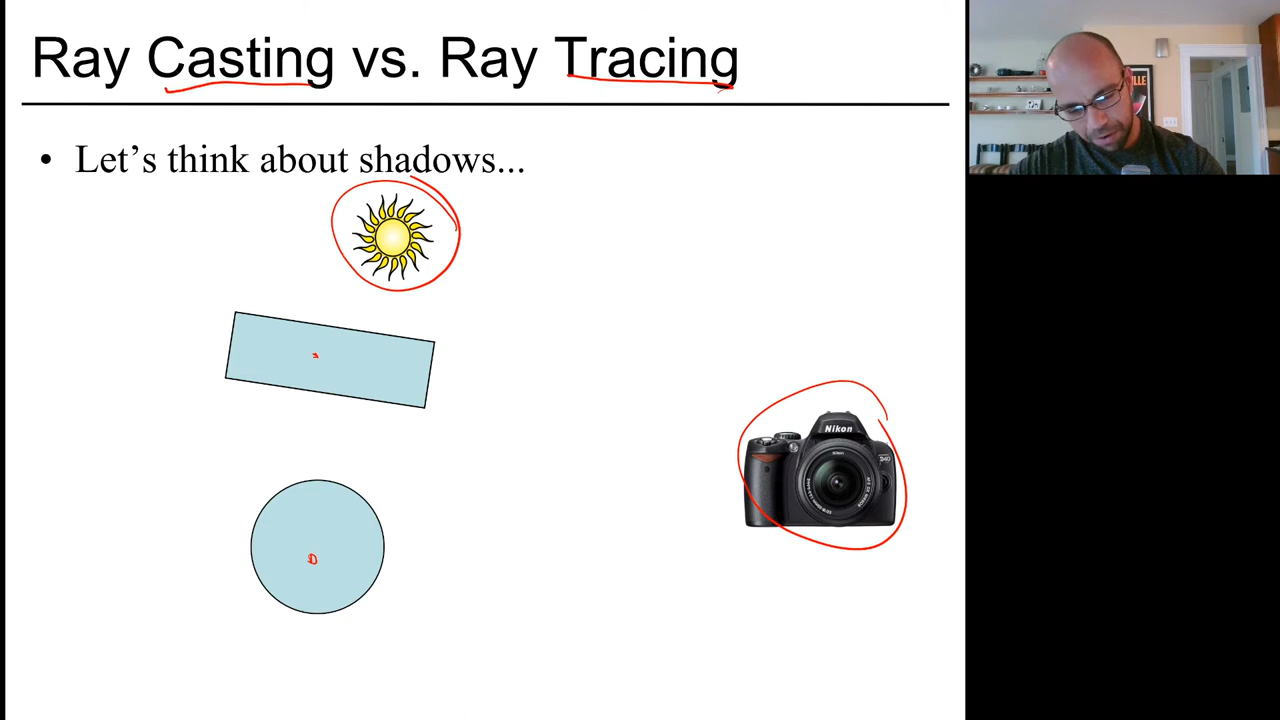 Ray Casting vs. Ray Tracing
• Let's think about shadows...
Nikon